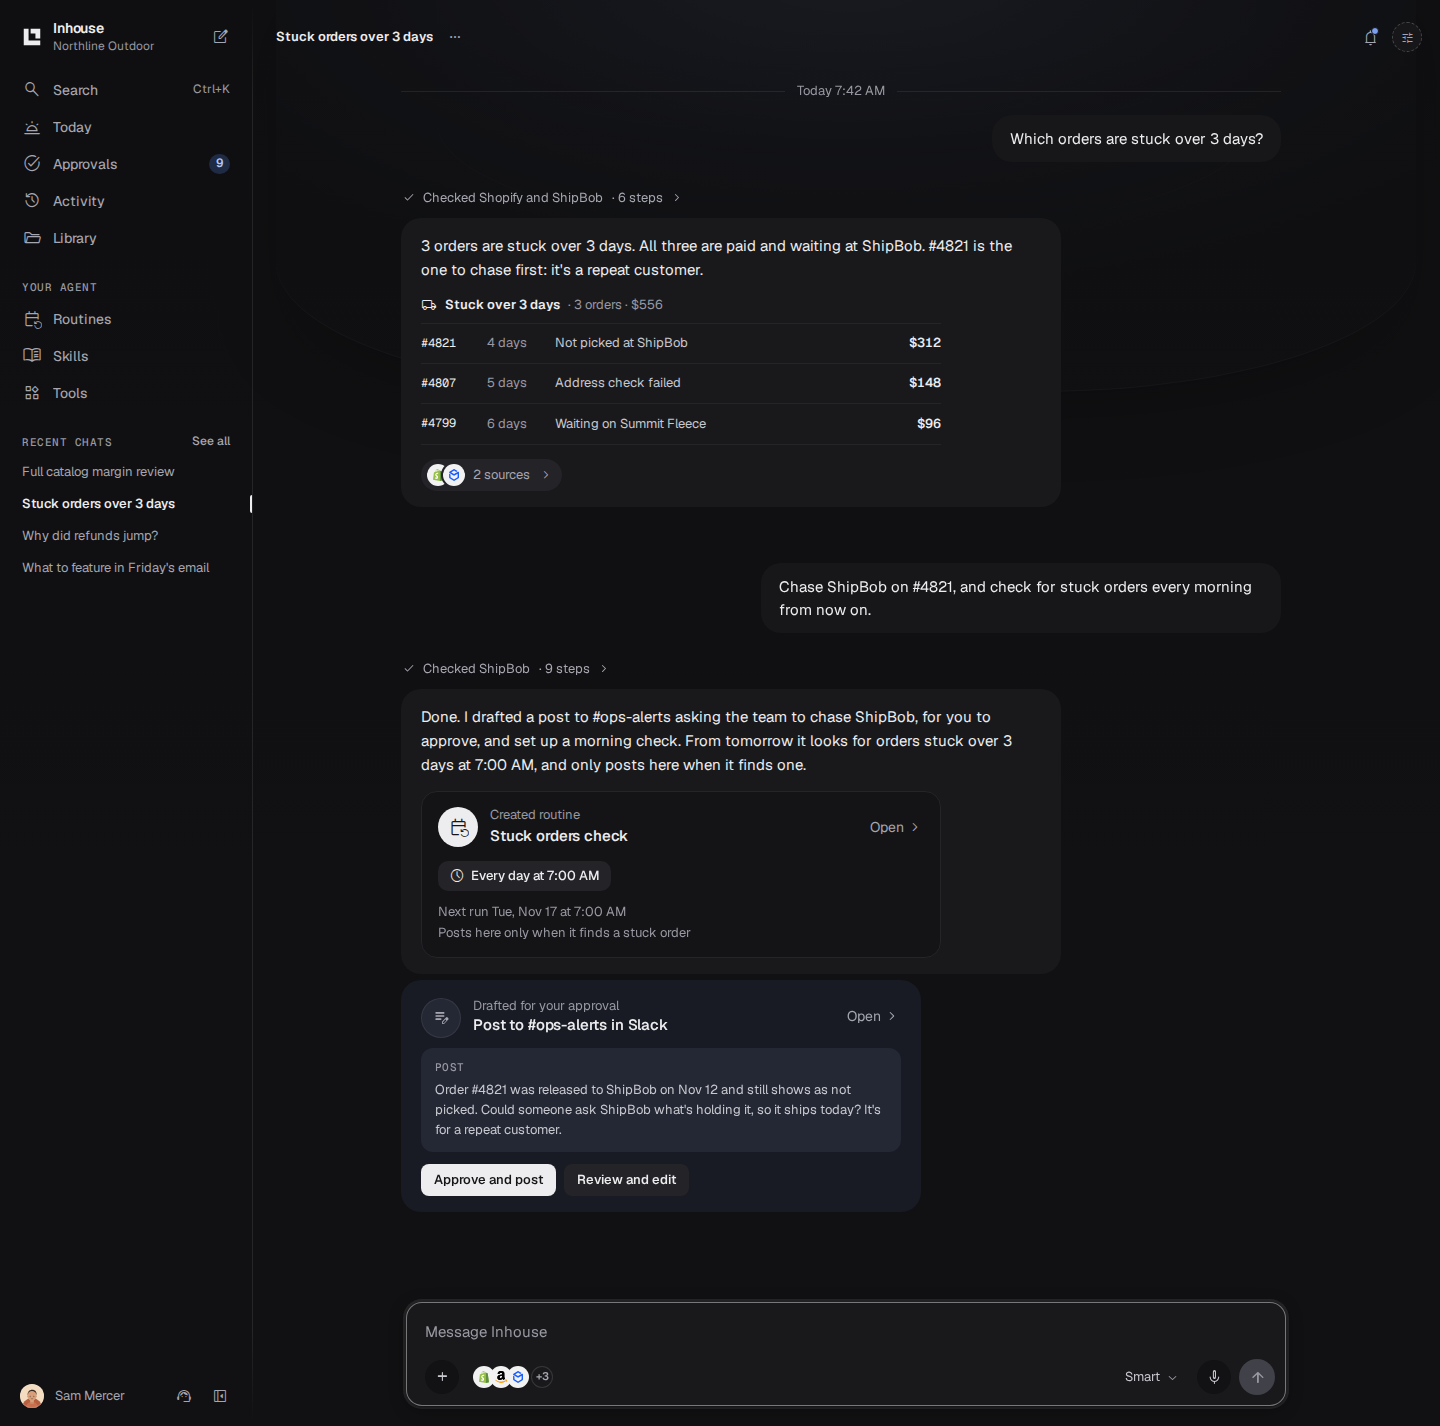 Inhouse
Northline Outdoor
Search Ctrl+K
Today
Approvals 9
Activity
Library
YOUR AGENT
Routines
Skills
Tools
RECENT CHATS See all
Full catalog margin review
Stuck orders over 3 days
Why did refunds jump?
What to feature in Friday's email
Sam Mercer
Stuck orders over 3 days ···
Today 7:42 AM
Which orders are stuck over 3 days?
Checked Shopify and ShipBob · 6 steps
3 orders are stuck over 3 days. All three are paid and waiting at ShipBob. #4821 is the
one to chase first: it's a repeat customer.
Stuck over 3 days · 3 orders · $556
#4821 4 days Not picked at ShipBob $312
#4807 5 days Address check failed $148
#4799 6 days Waiting on Summit Fleece $96
2 sources
Chase ShipBob on #4821, and check for stuck orders every morning
from now on.
Checked ShipBob · 9 steps
Done. I drafted a post to #ops-alerts asking the team to chase ShipBob, for you to
approve, and set up a morning check. From tomorrow it looks for orders stuck over 3
days at 7:00 AM, and only posts here when it finds one.
Created routine
Stuck orders check
Open
Every day at 7:00 AM
Next run Tue, Nov 17 at 7:00 AM
Posts here only when it finds a stuck order
Drafted for your approval
Post to #ops-alerts in Slack
Open
POST
Order #4821 was released to ShipBob on Nov 12 and still shows as not
picked. Could someone ask ShipBob what's holding it, so it ships today? It's
for a repeat customer.
Approve and post Review and edit
Message Inhouse
a +3 Smart